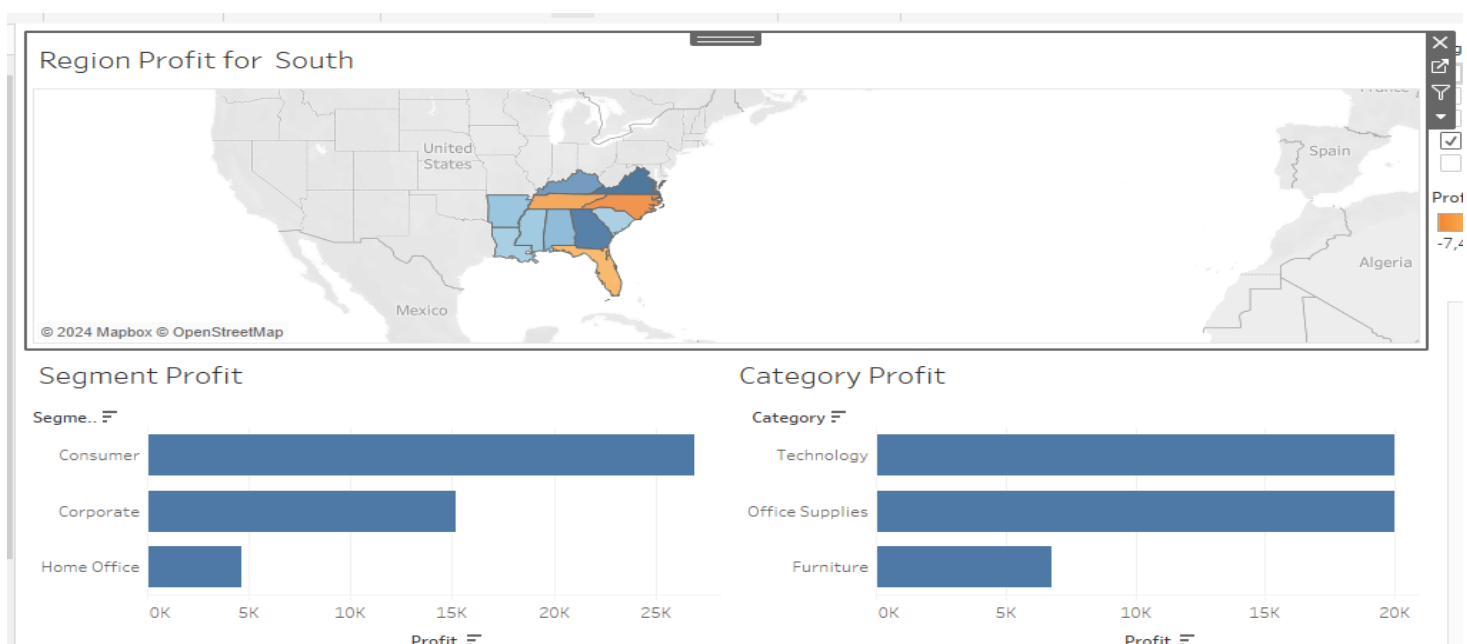 Region Profit for South
United
States
Spain
Algeria
Mexico
© 2024 Mapbox © OpenStreetMap
Prof
-7,4
Segment Profit
Segme..
Consumer
Corporate
Home Office
0K 5K 10K 15K 20K 25K
Profit
Category Profit
Category
Technology
Office Supplies
Furniture
0K 5K 10K 15K 20K
Profit